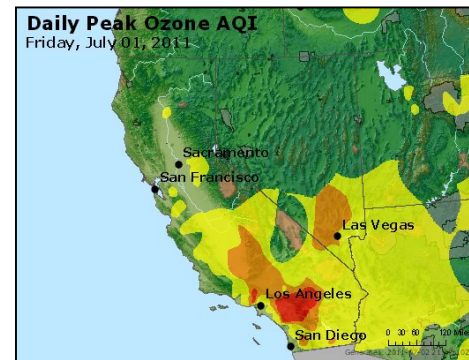 Daily Peak Ozone AQI
Friday, July 01, 2011
Sacramento
San Francisco
Las Vegas
Los Angeles
San Diego
0 30 60 120